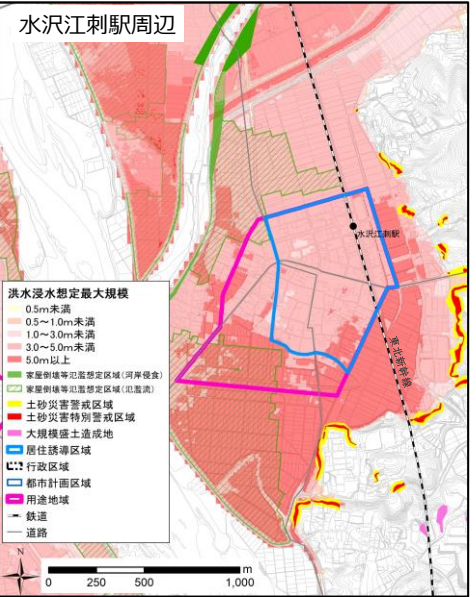 水沢江刺駅周辺
水沢江刺駅
東北新幹線
洪水浸水想定最大規模
0.5m未満
0.5～1.0m未満
1.0～3.0m未満
3.0～5.0m未満
5.0m以上
家屋倒壊等氾濫想定区域(河岸侵食)
家屋倒壊等氾濫想定区域(氾濫流)
土砂災害警戒区域
土砂災害特別警戒区域
大規模盛土造成地
居住誘導区域
行政区域
都市計画区域
用途地域
鉄道
道路
N
m
0 250 500 1,000